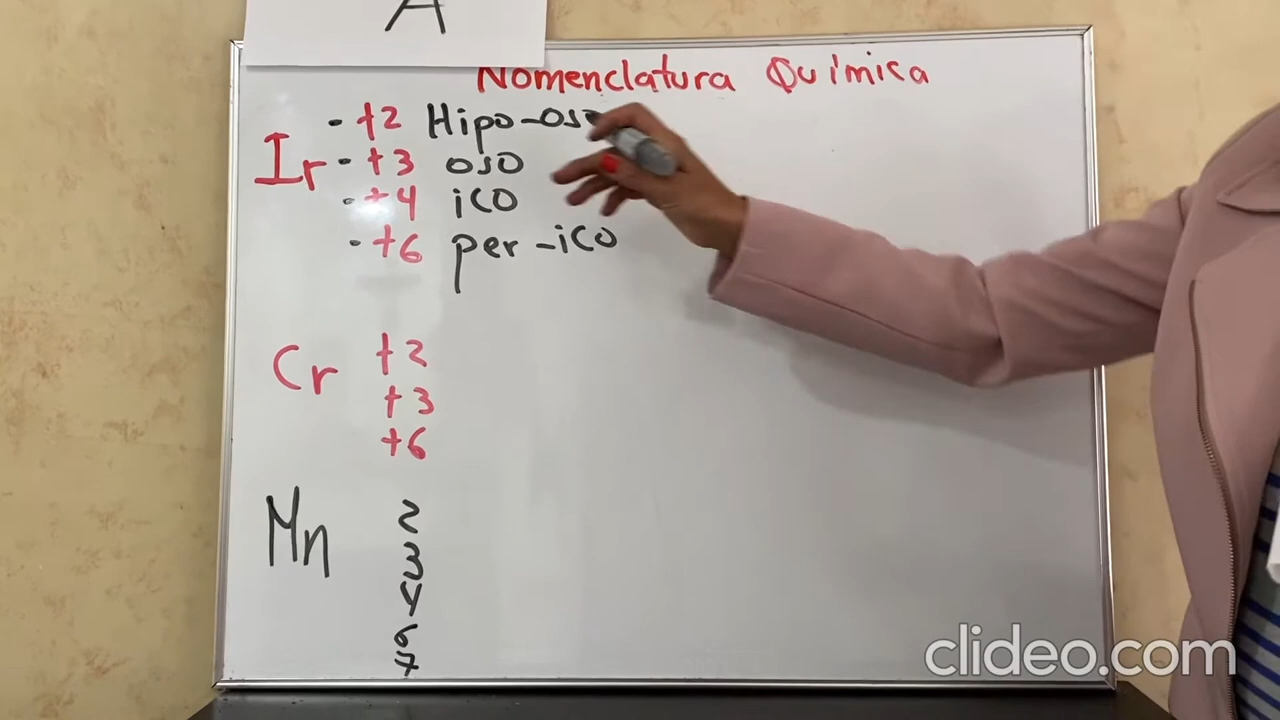 A
Nomenclatura Química
Ir
- +2 Hipo-oso
- +3 oso
- +4 ico
- +6 per-ico
Cr
+2
+3
+6
Mn
2
3
4
6
7
clideo.com